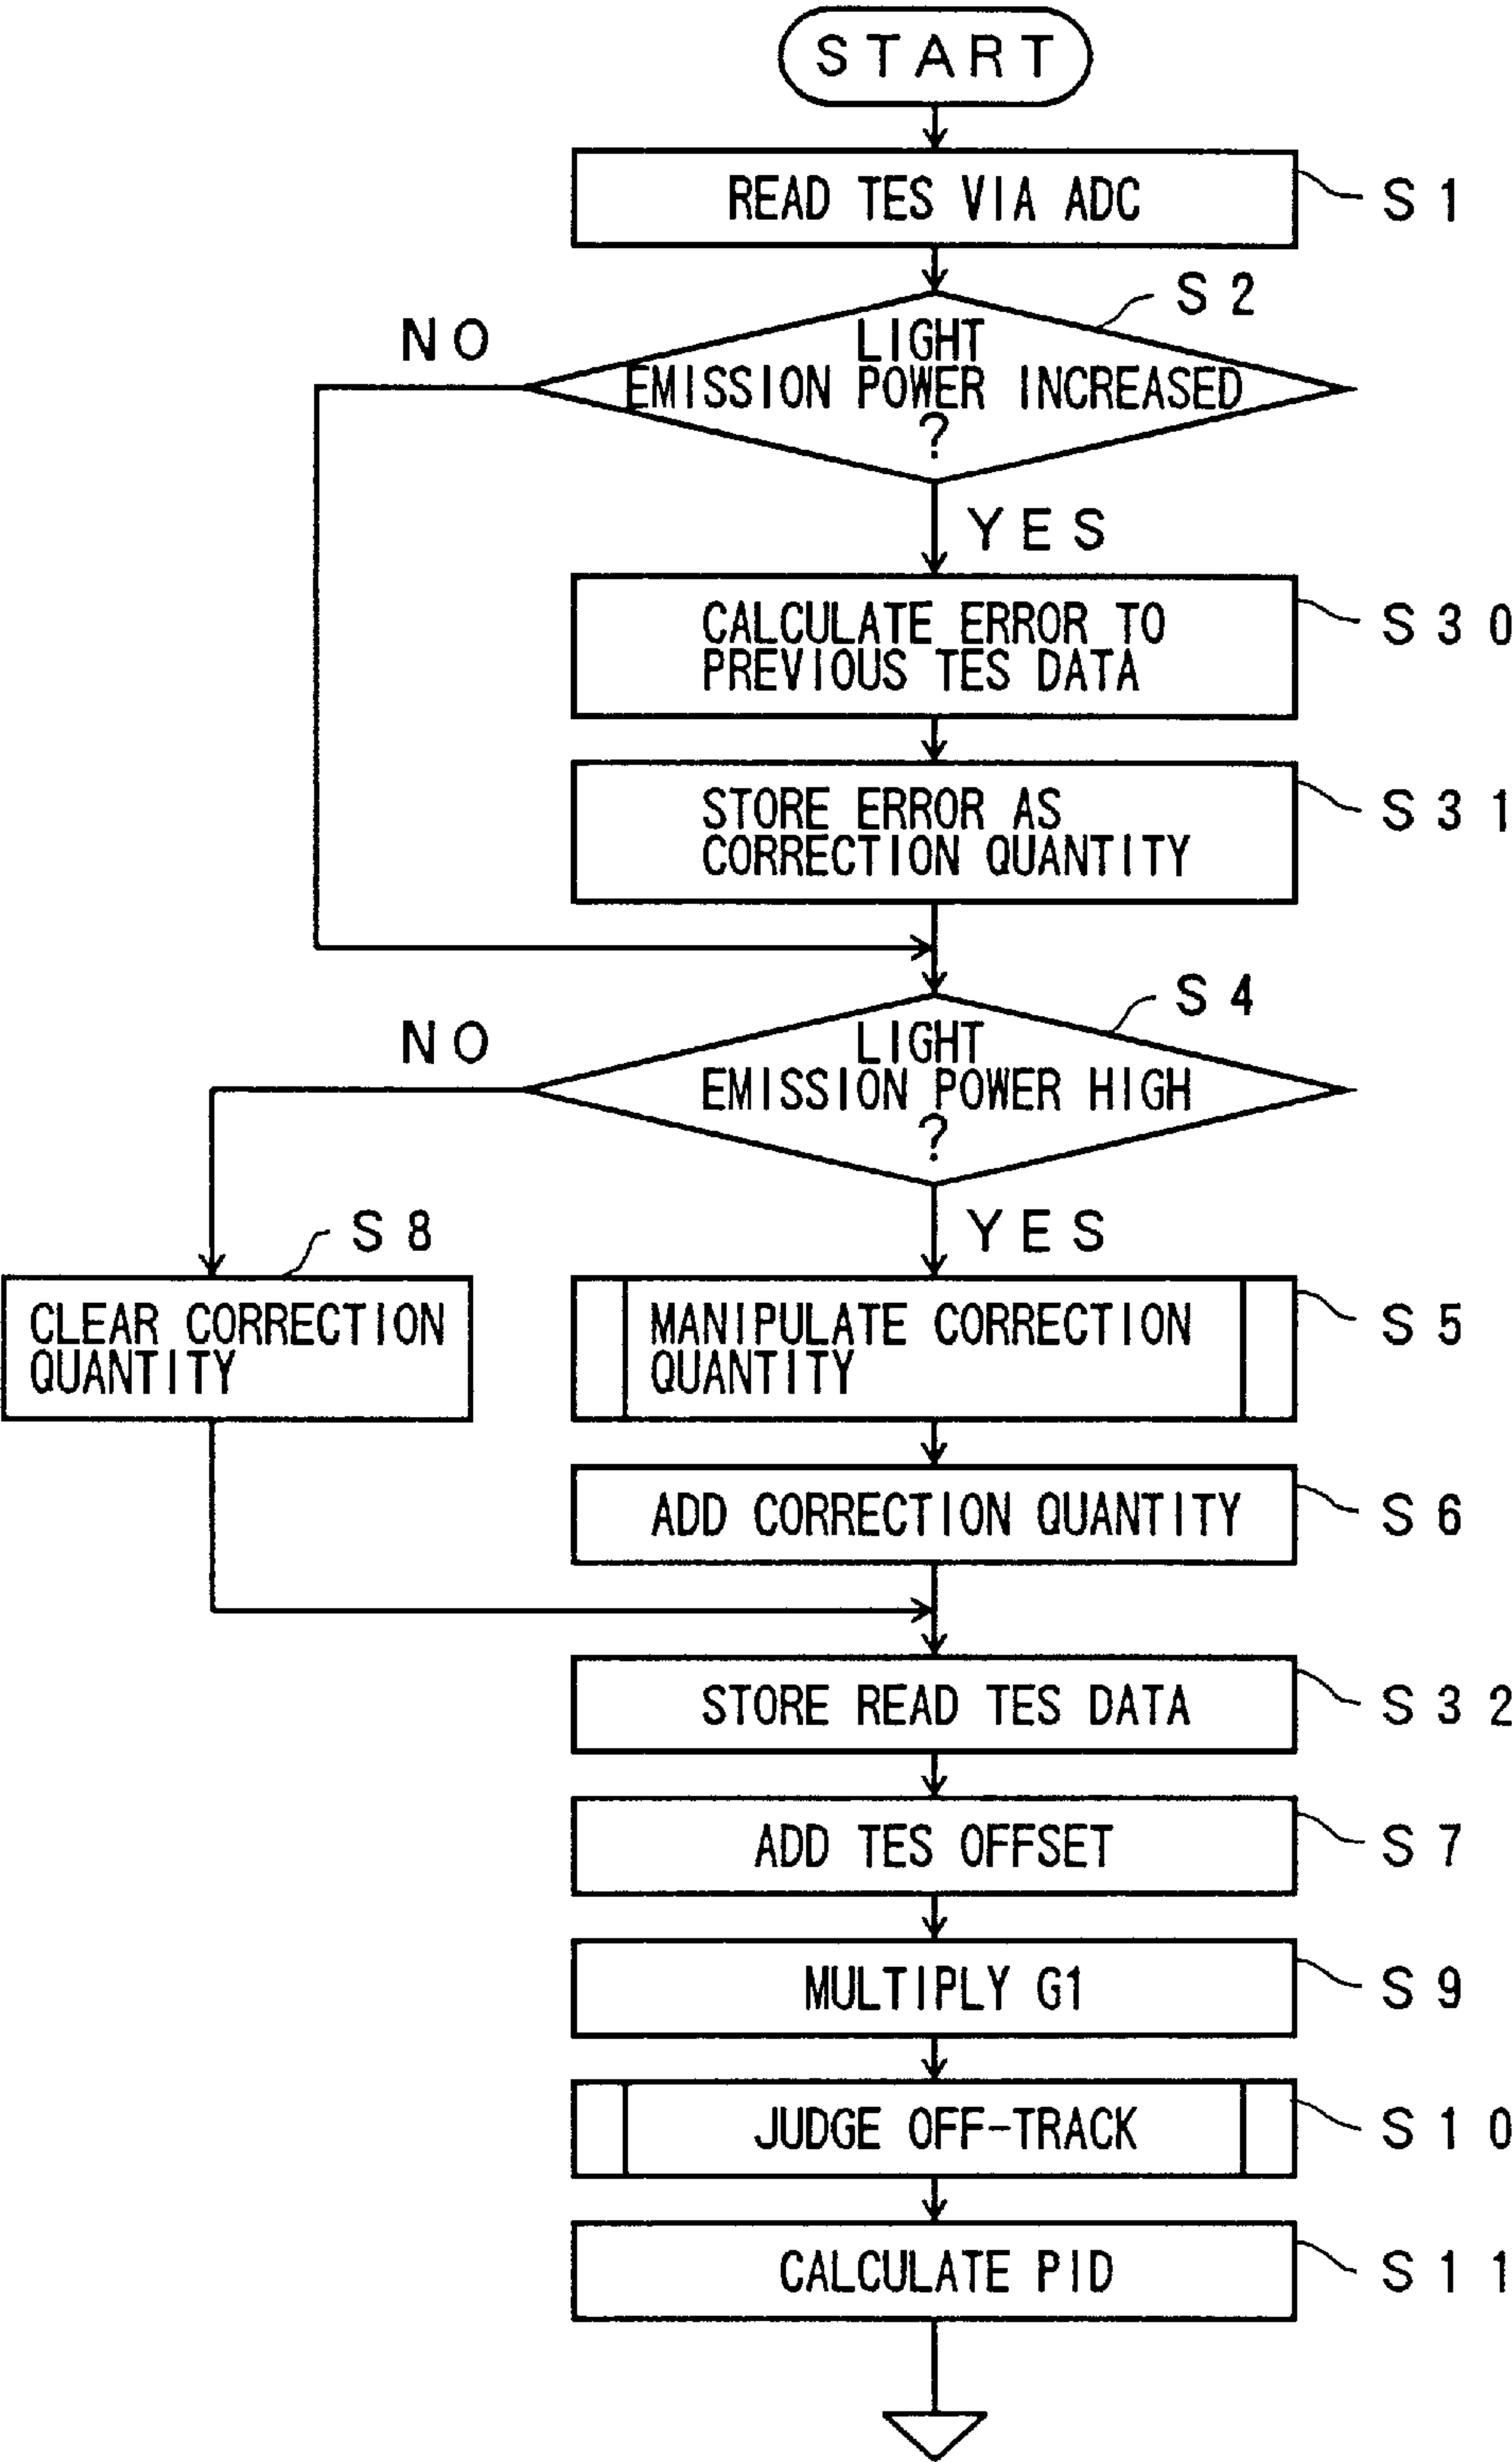 START
READ TES VIA ADC
S1
S2
NO
LIGHT
EMISSION POWER INCREASED
?
YES
CALCULATE ERROR TO
PREVIOUS TES DATA
S30
STORE ERROR AS
CORRECTION QUANTITY
S31
S4
NO
LIGHT
EMISSION POWER HIGH
?
YES
S8
CLEAR CORRECTION
QUANTITY
MANIPULATE CORRECTION
QUANTITY
S5
ADD CORRECTION QUANTITY
S6
STORE READ TES DATA
S32
ADD TES OFFSET
S7
MULTIPLY G1
S9
JUDGE OFF-TRACK
S10
CALCULATE PID
S11